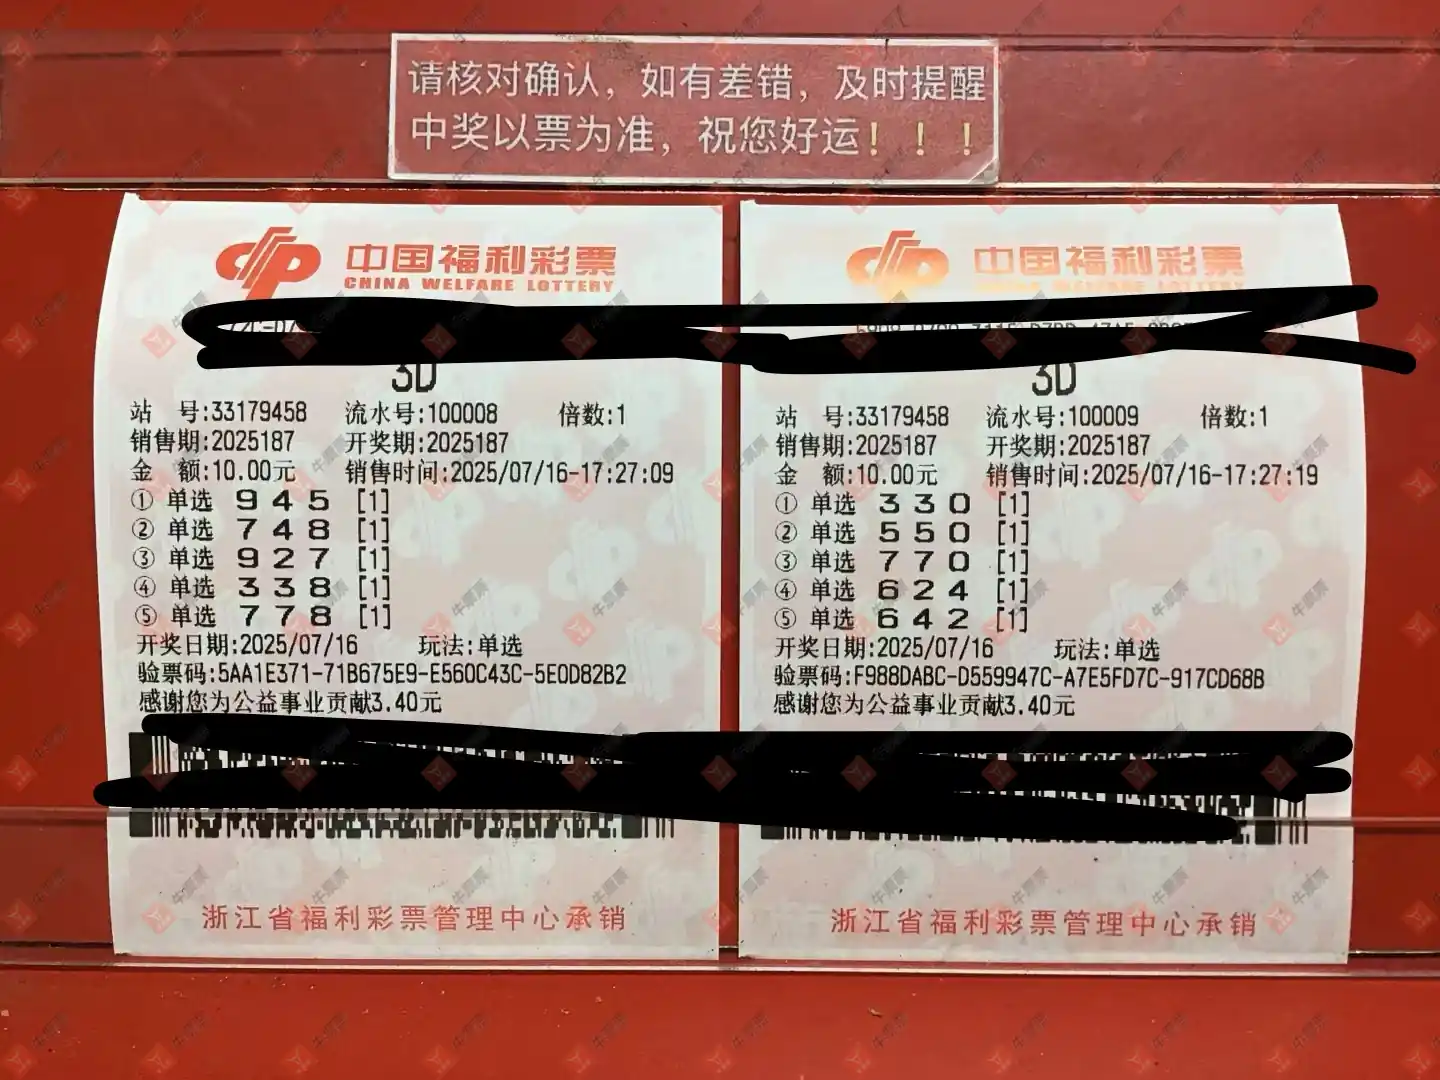 请核对确认，如有差错，及时提醒
中奖以票为准，祝您好运！！！
中国福利彩票
CHINA WELFARE LOTTERY
3D
站 号:33179458 流水号:100008 倍数:1
销售期:2025187 开奖期:2025187
金 额:10.00元 销售时间:2025/07/16-17:27:09
① 单选 9 4 5 [1]
② 单选 7 4 8 [1]
③ 单选 9 2 7 [1]
④ 单选 3 3 8 [1]
⑤ 单选 7 7 8 [1]
开奖日期:2025/07/16 玩法:单选
验票码:5AA1E371-71B675E9-E560C43C-5E0D82B2
感谢您为公益事业贡献3.40元
浙江省福利彩票管理中心承销
中国福利彩票
CHINA WELFARE LOTTERY
3D
站 号:33179458 流水号:100009 倍数:1
销售期:2025187 开奖期:2025187
金 额:10.00元 销售时间:2025/07/16-17:27:19
① 单选 3 3 0 [1]
② 单选 5 5 0 [1]
③ 单选 7 7 0 [1]
④ 单选 6 2 4 [1]
⑤ 单选 6 4 2 [1]
开奖日期:2025/07/16 玩法:单选
验票码:F988DABC-D559947C-A7E5FD7C-917CD68B
感谢您为公益事业贡献3.40元
浙江省福利彩票管理中心承销